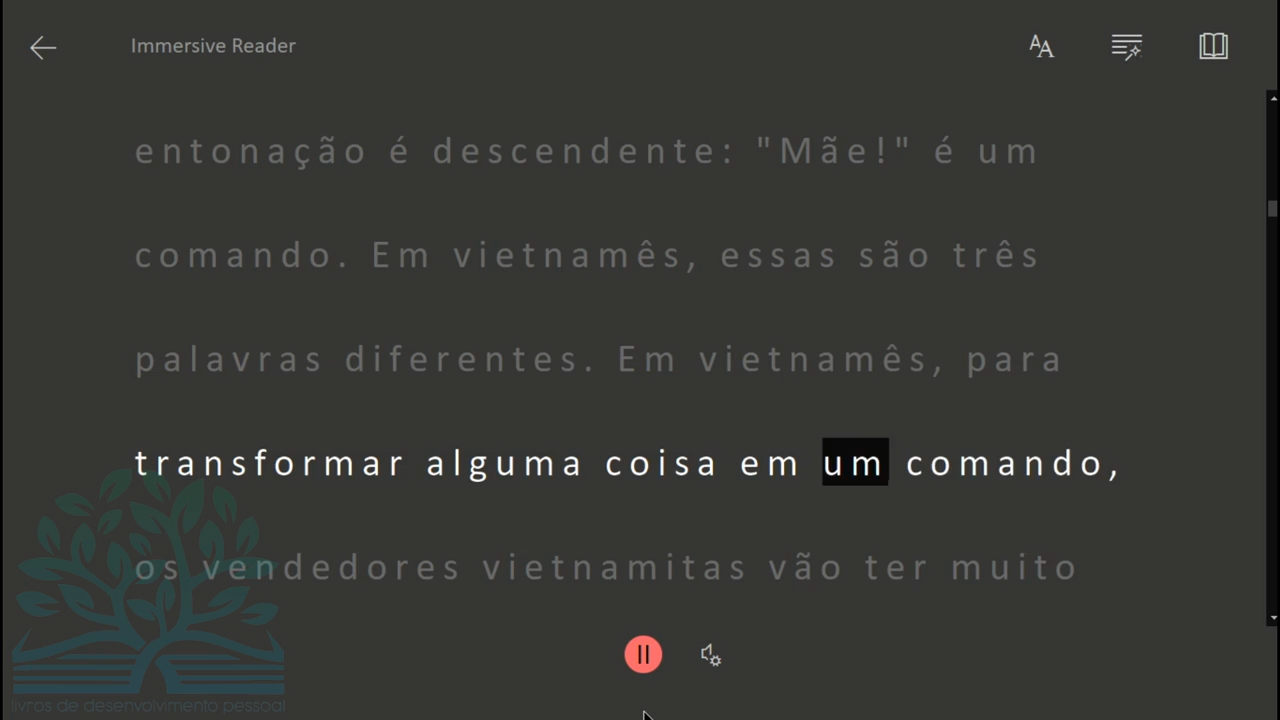 Immersive Reader
entonação é descendente: "Mãe!" é um
comando. Em vietnamês, essas são três
palavras diferentes. Em vietnamês, para
transformar alguma coisa em um comando,
os vendedores vietnamitas vão ter muito
livros de desenvolvimento pessoal